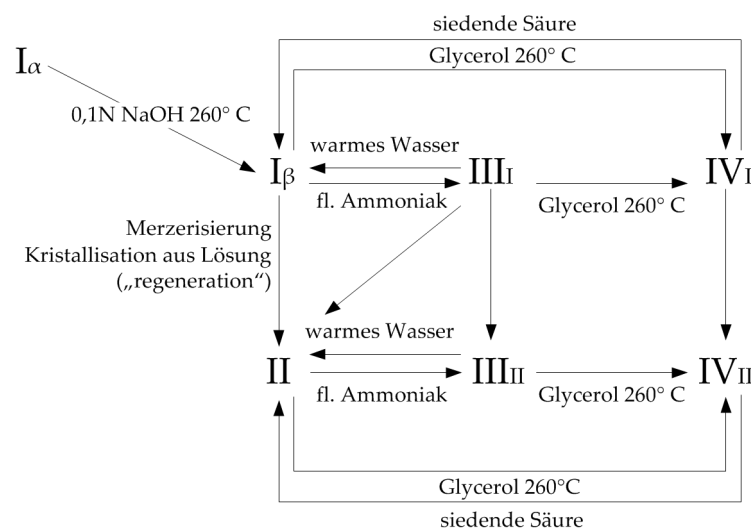 siedende Säure
Glycerol 260° C
Iα
0,1N NaOH 260° C
warmes Wasser
Iβ
IIII
IVI
fl. Ammoniak
Glycerol 260° C
Merzerisierung
Kristallisation aus Lösung
(„regeneration“)
warmes Wasser
II
IIIII
IVII
fl. Ammoniak
Glycerol 260° C
Glycerol 260°C
siedende Säure